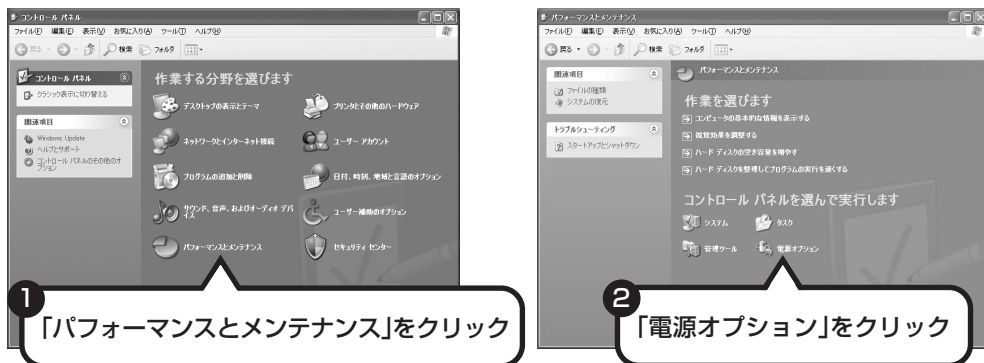 コントロール パネル
ファイル(F) 編集(E) 表示(V) お気に入り(A) ツール(T) ヘルプ(H)
戻る 検索 フォルダ
コントロール パネル
クラシック表示に切り替える
関連項目
Windows Update
ヘルプとサポート
コントロール パネルのその他のオプション
作業する分野を選びます
デスクトップの表示とテーマ
プリンタとその他のハードウェア
ネットワークとインターネット接続
ユーザー アカウント
プログラムの追加と削除
日付、時刻、地域と言語のオプション
サウンド、音声、およびオーディオ デバイス
ユーザー補助のオプション
パフォーマンスとメンテナンス
セキュリティ センター
1
「パフォーマンスとメンテナンス」をクリック
パフォーマンスとメンテナンス
ファイル(F) 編集(E) 表示(V) お気に入り(A) ツール(T) ヘルプ(H)
戻る 検索 フォルダ
関連項目
ファイルの種類
システムの復元
トラブルシューティング
スタートアップとシャットダウン
パフォーマンスとメンテナンス
作業を選びます
コンピュータの基本的な情報を表示する
視覚効果を調整する
ハード ディスクの空き容量を増やす
ハード ディスクを整理してプログラムの実行を速くする
コントロール パネルを選んで実行します
システム
タスク
管理ツール
電源オプション
2
「電源オプション」をクリック